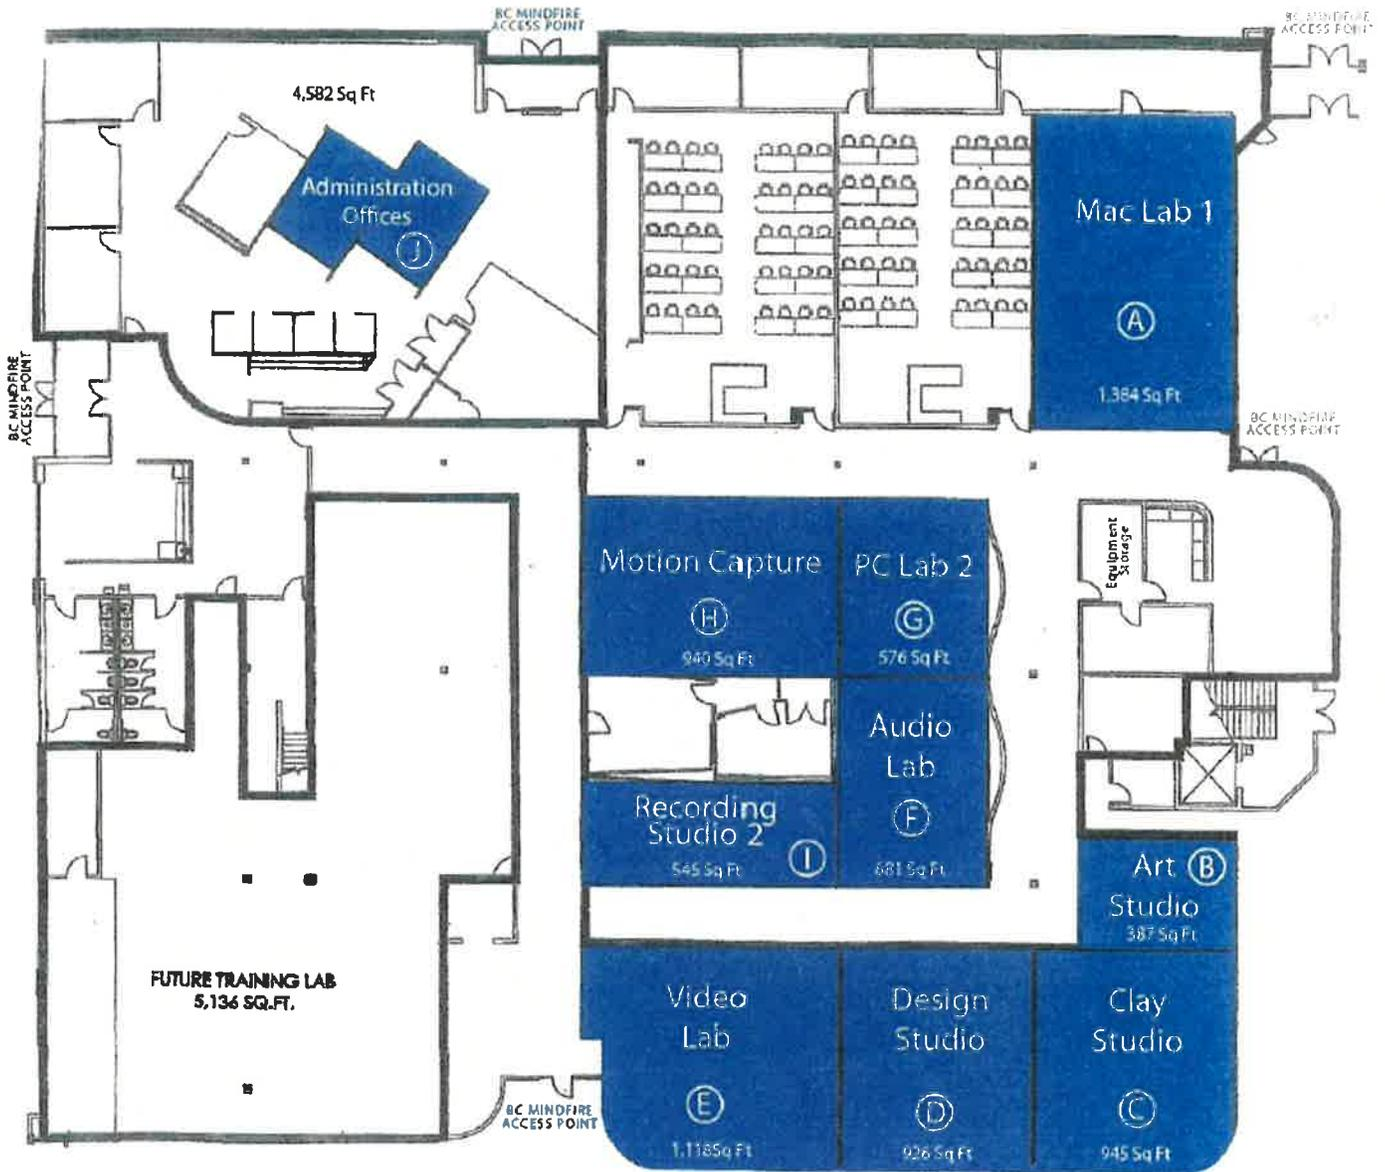 BC MINDFIRE
ACCESS POINT
BC MINDFIRE
ACCESS POINT
4,582 Sq Ft
Administration
Offices
J
Mac Lab 1
A
1,384 Sq Ft
BC MINDFIRE
ACCESS POINT
BC MINDFIRE
ACCESS POINT
Motion Capture
H
940 Sq Ft
PC Lab 2
G
576 Sq Ft
Equipment
Storage
Audio
Lab
F
681 Sq Ft
Recording
Studio 2
I
545 Sq Ft
Art B
Studio
387 Sq Ft
FUTURE TRAINING LAB
5,136 SQ.FT.
Video
Lab
E
1,118Sq Ft
Design
Studio
D
926 Sq Ft
Clay
Studio
C
945 Sq Ft
BC MINDFIRE
ACCESS POINT